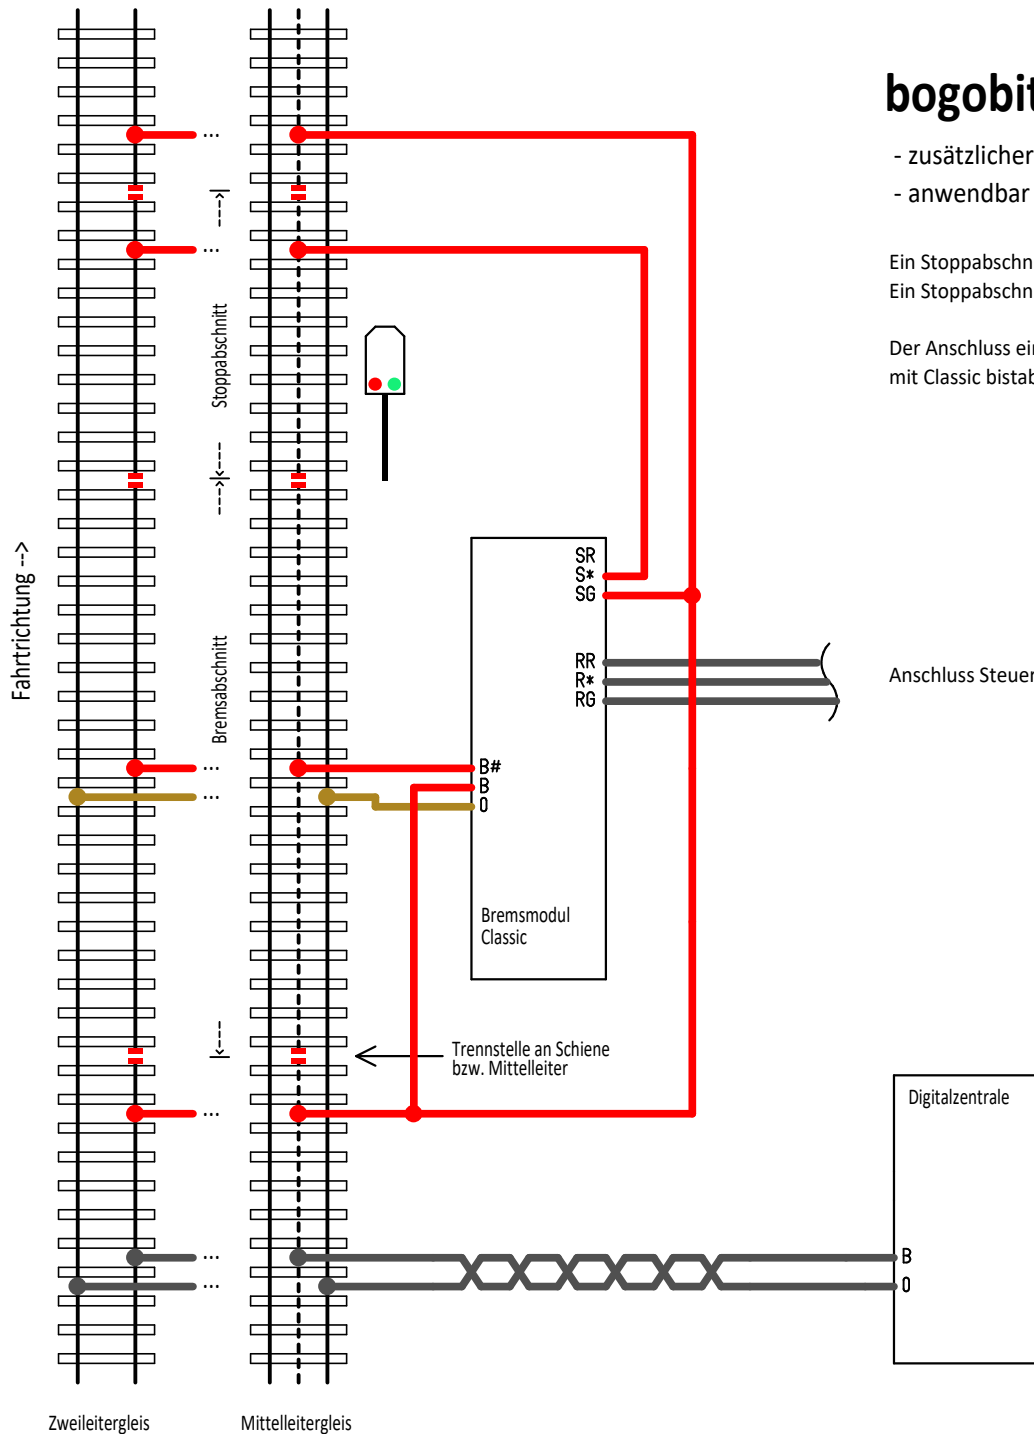 bogobit
- zusätzlicher
- anwendbar
Ein Stoppabschn
Ein Stoppabschn
Der Anschluss ei
mit Classic bistab
...
...
Stoppabschnitt
Fahrtrichtung -->
SR
S*
SG
RR
R*
RG
Anschluss Steuer
Bremsabschnitt
...
...
B#
B
0
Bremsmodul
Classic
Trennstelle an Schiene
bzw. Mittelleiter
...
Digitalzentrale
...
...
B
0
Zweileitergleis
Mittelleitergleis